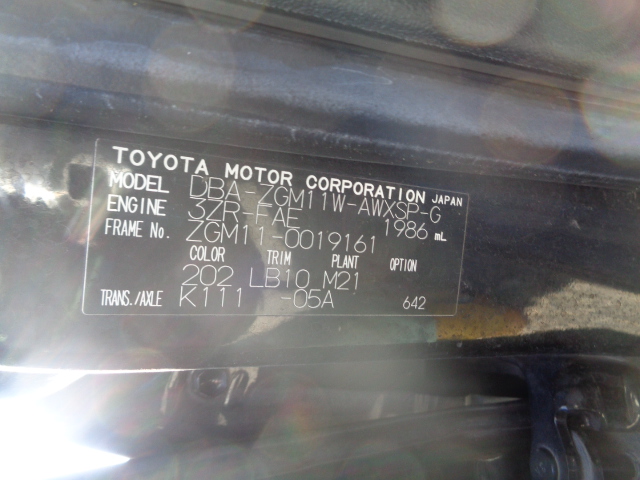 TOYOTA MOTOR CORPORATION JAPAN
MODEL DBA-ZGM11W-AWXSP-G
ENGINE 3ZR-FAE 1986 mL
FRAME No. ZGM11-0019161
COLOR TRIM PLANT OPTION
202 LB10 M21
TRANS./AXLE K111 -05A 642